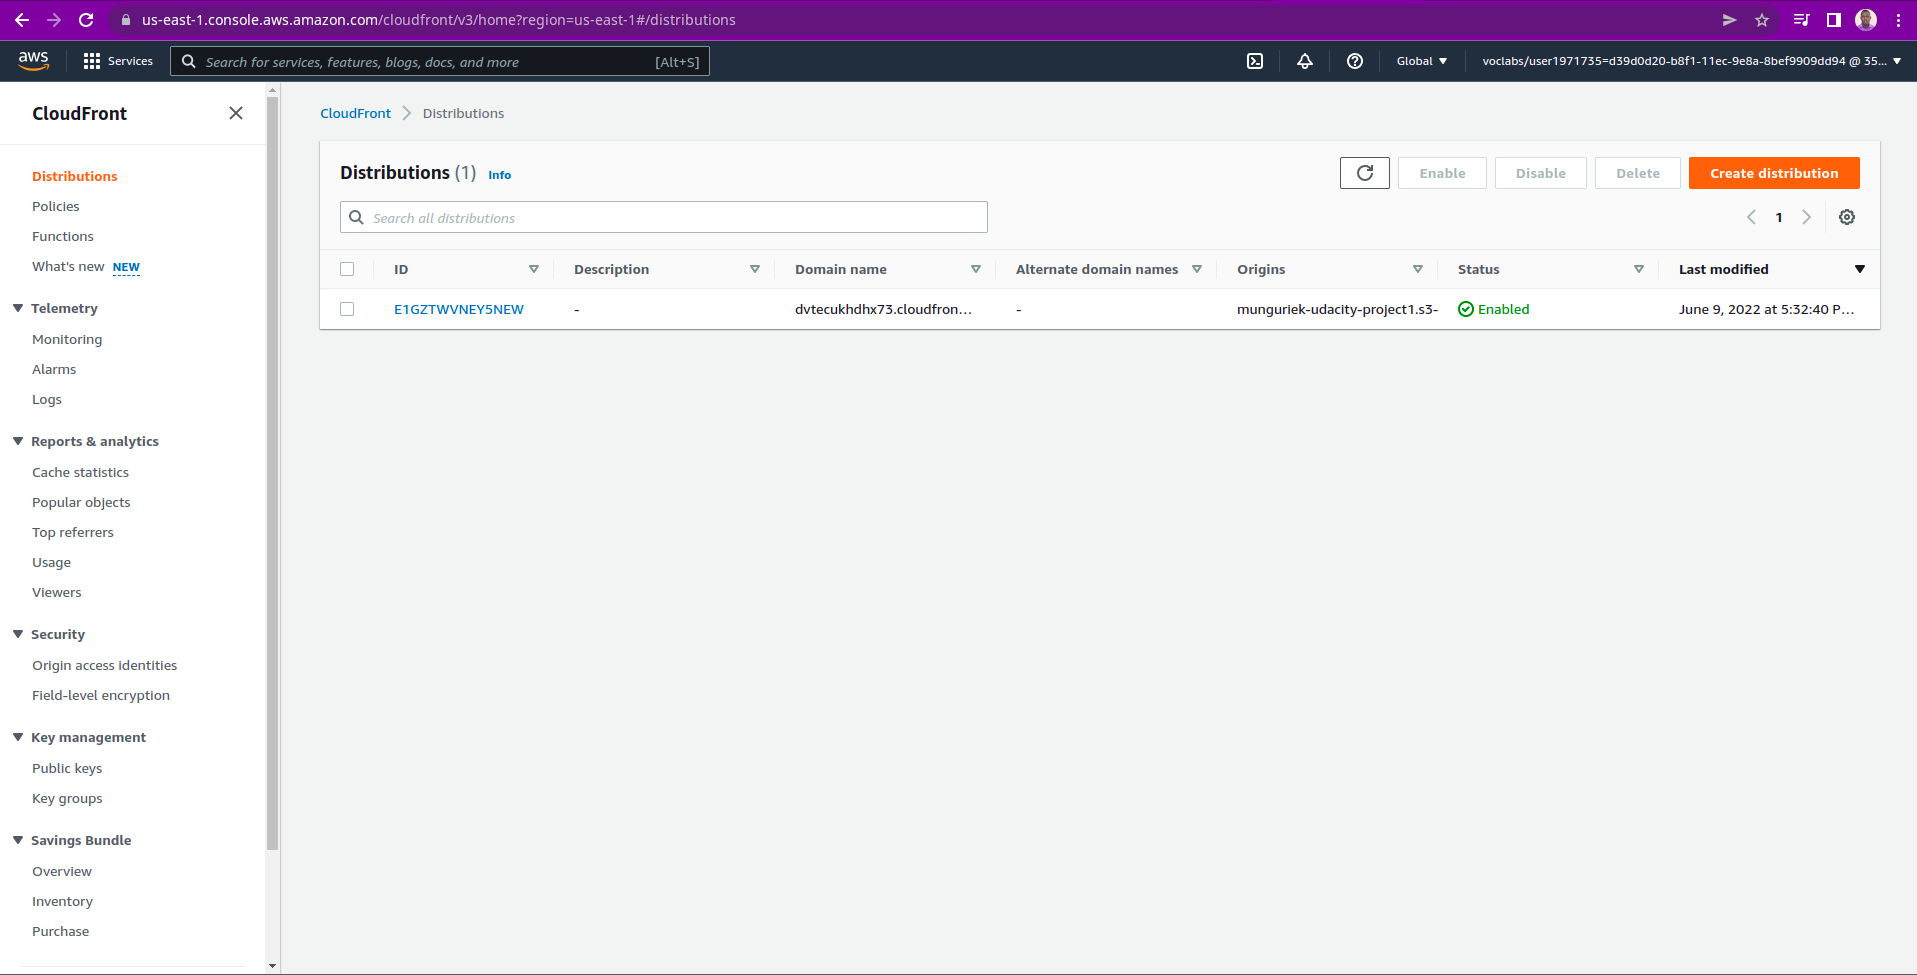 us-east-1.console.aws.amazon.com/cloudfront/v3/home?region=us-east-1#/distributions
aws Services Search for services, features, blogs, docs, and more [Alt+S] Global voclabs/user1971735=d39d0d20-b8f1-11ec-9e8a-8bef9909dd94 @ 35...
CloudFront
Distributions
Policies
Functions
What's new NEW
Telemetry
Monitoring
Alarms
Logs
Reports & analytics
Cache statistics
Popular objects
Top referrers
Usage
Viewers
Security
Origin access identities
Field-level encryption
Key management
Public keys
Key groups
Savings Bundle
Overview
Inventory
Purchase
CloudFront Distributions
Distributions (1) Info
Enable Disable Delete Create distribution
Search all distributions
1
ID Description Domain name Alternate domain names Origins Status Last modified
E1GZTWVNEY5NEW - dvtecukhdhx73.cloudfron... - munguriek-udacity-project1.s3- Enabled June 9, 2022 at 5:32:40 P...